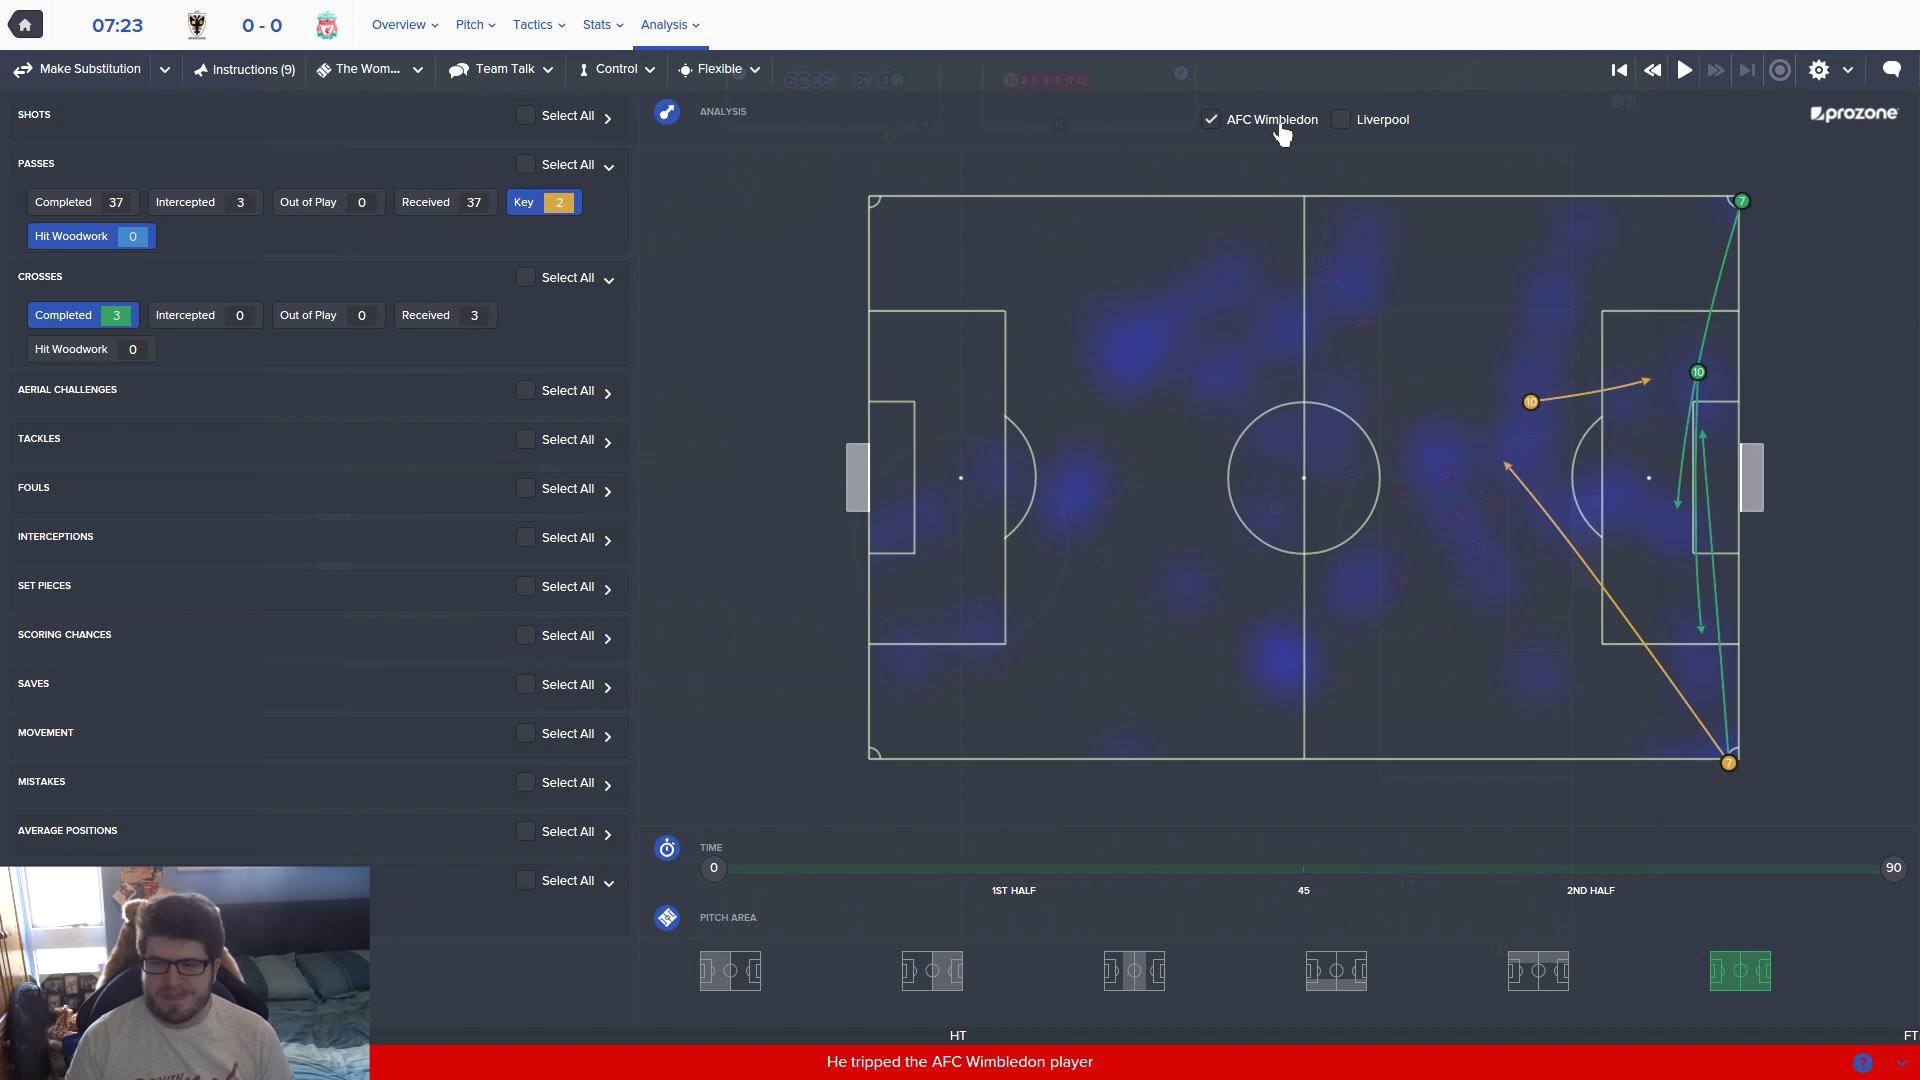 07:23
0 - 0
Overview
Pitch
Tactics
Stats
Analysis
Make Substitution
Instructions (9)
The Wom...
Team Talk
Control
Flexible
SHOTS
Select All
PASSES
Select All
Completed 37
Intercepted 3
Out of Play 0
Received 37
Key 2
Hit Woodwork 0
CROSSES
Select All
Completed 3
Intercepted 0
Out of Play 0
Received 3
Hit Woodwork 0
AERIAL CHALLENGES
Select All
TACKLES
Select All
FOULS
Select All
INTERCEPTIONS
Select All
SET PIECES
Select All
SCORING CHANCES
Select All
SAVES
Select All
MOVEMENT
Select All
MISTAKES
Select All
AVERAGE POSITIONS
Select All
Select All
ANALYSIS
AFC Wimbledon
Liverpool
prozone
7
10
10
7
TIME
0
90
1ST HALF
45
2ND HALF
PITCH AREA
HT
FT
He tripped the AFC Wimbledon player
?